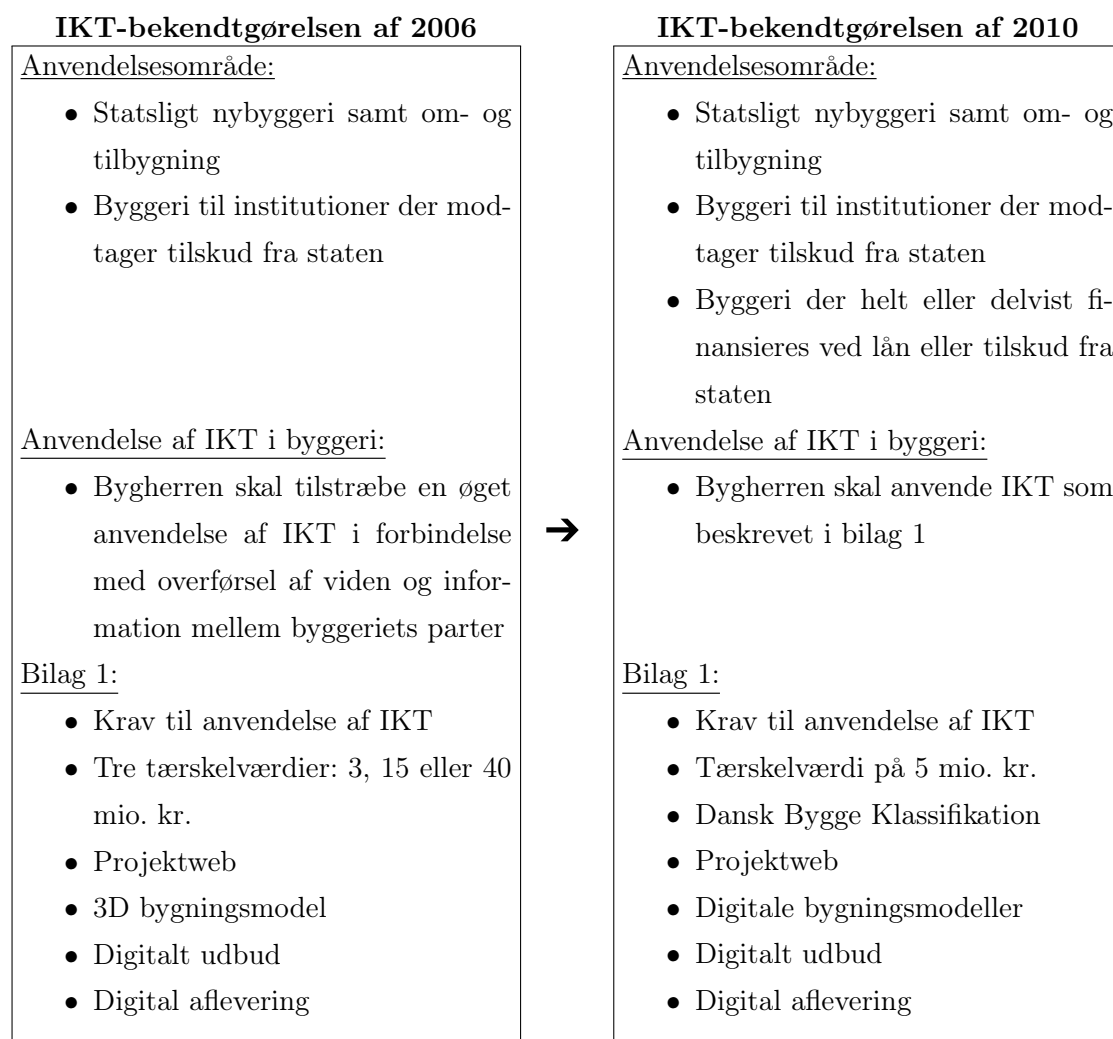 IKT-bekendtgørelsen af 2006
Anvendelsesområde:
• Statsligt nybyggeri samt om- og
tilbygning
• Byggeri til institutioner der mod-
tager tilskud fra staten
Anvendelse af IKT i byggeri:
• Bygherren skal tilstræbe en øget
anvendelse af IKT i forbindelse
med overførsel af viden og infor-
mation mellem byggeriets parter
Bilag 1:
• Krav til anvendelse af IKT
• Tre tærskelværdier: 3, 15 eller 40
mio. kr.
• Projektweb
• 3D bygningsmodel
• Digitalt udbud
• Digital aflevering
➔
IKT-bekendtgørelsen af 2010
Anvendelsesområde:
• Statsligt nybyggeri samt om- og
tilbygning
• Byggeri til institutioner der mod-
tager tilskud fra staten
• Byggeri der helt eller delvist fi-
nansieres ved lån eller tilskud fra
staten
Anvendelse af IKT i byggeri:
• Bygherren skal anvende IKT som
beskrevet i bilag 1
Bilag 1:
• Krav til anvendelse af IKT
• Tærskelværdi på 5 mio. kr.
• Dansk Bygge Klassifikation
• Projektweb
• Digitale bygningsmodeller
• Digitalt udbud
• Digital aflevering